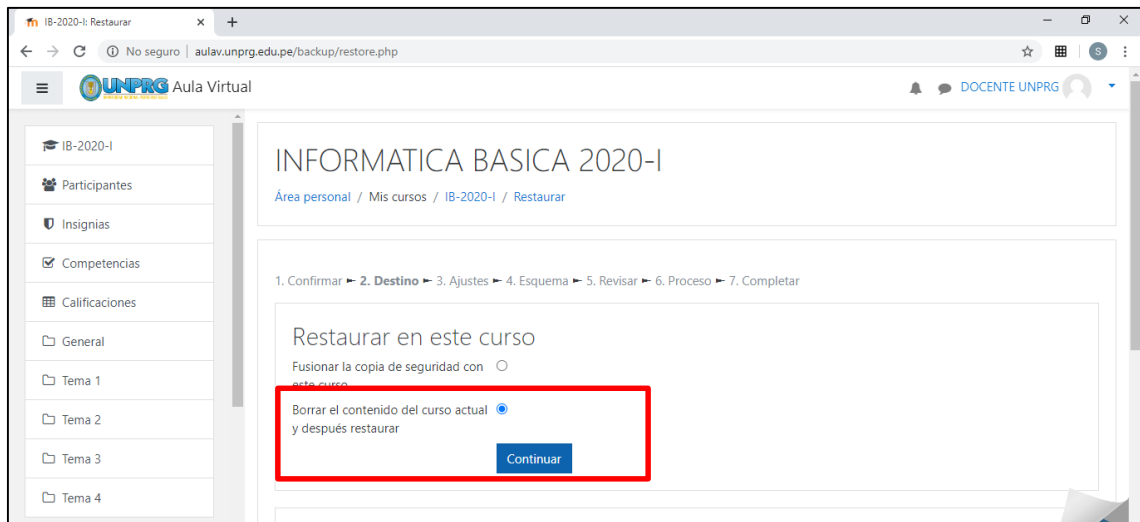 IB-2020-I: Restaurar
No seguro | aulav.unprg.edu.pe/backup/restore.php
S
UNPRG Aula Virtual
DOCENTE UNPRG
IB-2020-I
Participantes
Insignias
Competencias
Calificaciones
General
Tema 1
Tema 2
Tema 3
Tema 4
INFORMATICA BASICA 2020-I
Área personal / Mis cursos / IB-2020-I / Restaurar
1. Confirmar ► 2. Destino ► 3. Ajustes ► 4. Esquema ► 5. Revisar ► 6. Proceso ► 7. Completar
Restaurar en este curso
Fusionar la copia de seguridad con
este curso
Borrar el contenido del curso actual
y después restaurar
Continuar